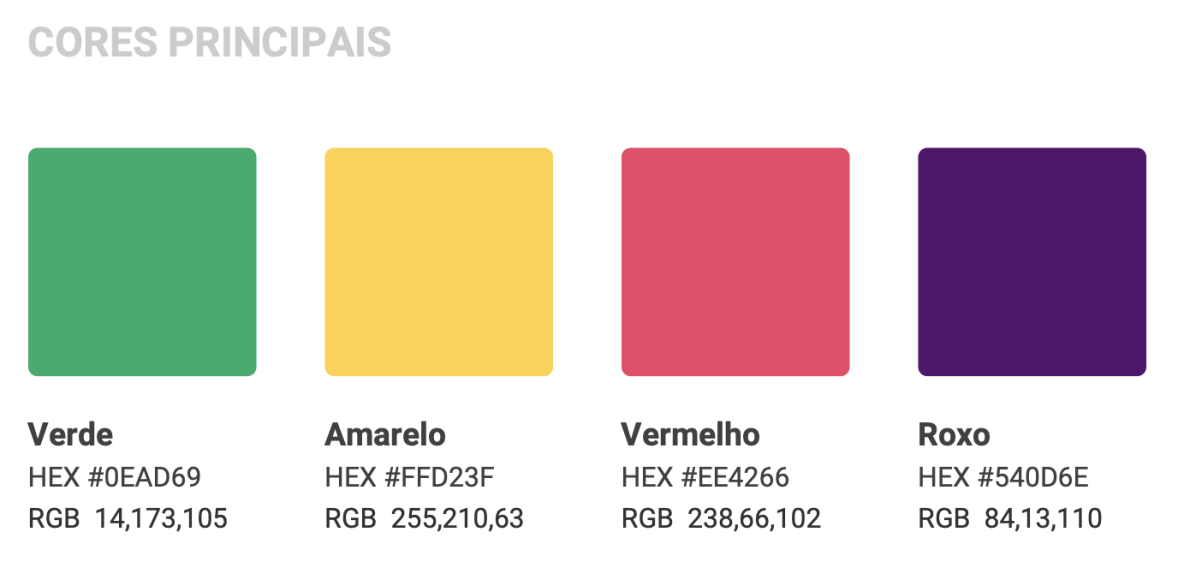 CORES PRINCIPAIS
Verde
HEX #0EAD69
RGB 14,173,105
Amarelo
HEX #FFD23F
RGB 255,210,63
Vermelho
HEX #EE4266
RGB 238,66,102
Roxo
HEX #540D6E
RGB 84,13,110